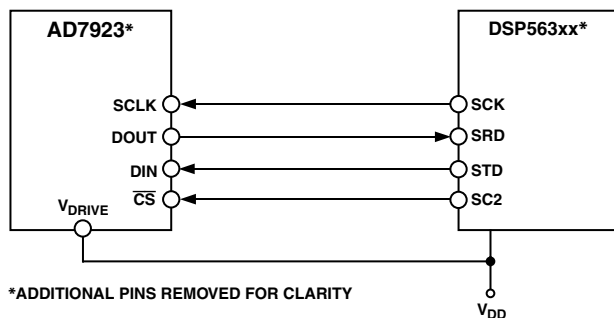 AD7923*
DSP563xx*
SCLK
SCK
DOUT
SRD
DIN
STD
CS
SC2
VDRIVE
*ADDITIONAL PINS REMOVED FOR CLARITY
VDD